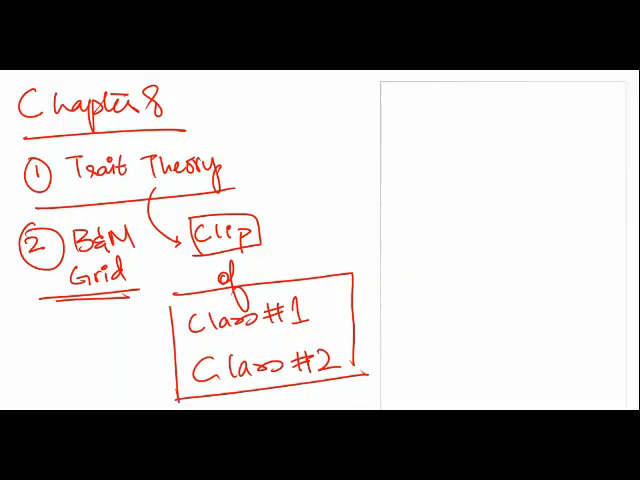 Chapter 8
1 Trait Theory
2 B&M
Grid
Clip
of
Class #1
Class #2